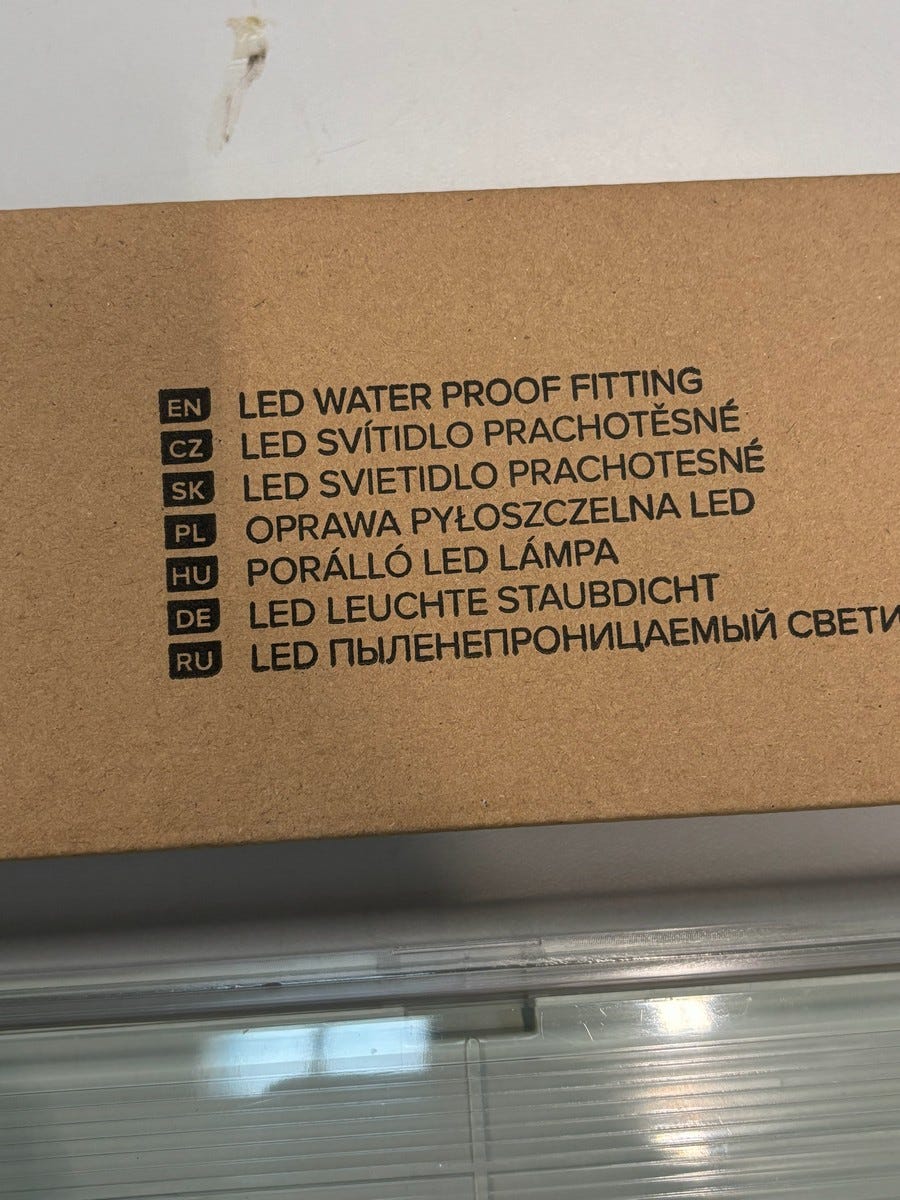 EN LED WATER PROOF FITTING
CZ LED SVÍTIDLO PRACHOTĚSNÉ
SK LED SVIETIDLO PRACHOTESNÉ
PL OPRAWA PYŁOSZCZELNA LED
HU PORÁLLÓ LED LÁMPA
DE LED LEUCHTE STAUBDICHT
RU LED ПЫЛЕНЕПРОНИЦАЕМЫЙ